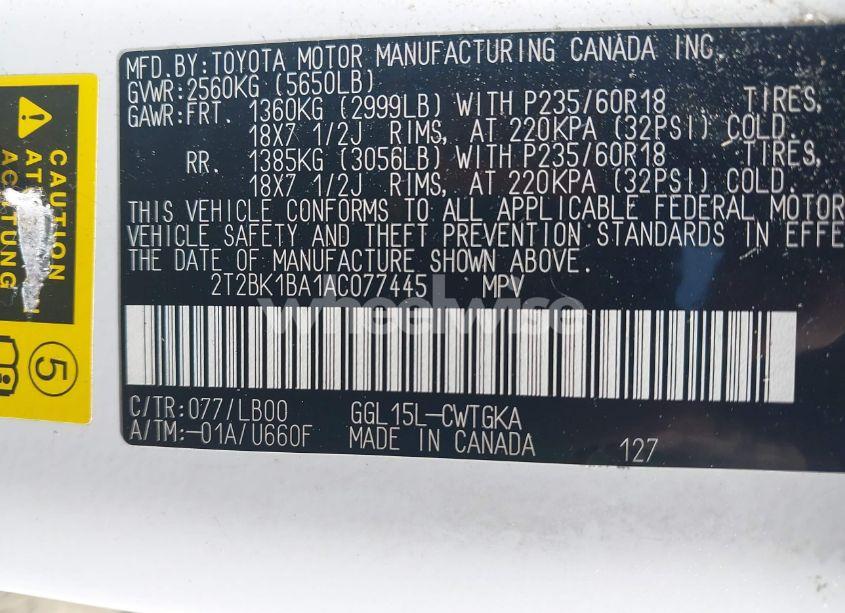 MFD. BY: TOYOTA MOTOR MANUFACTURING CANADA INC.
GVWR: 2560KG (5650LB)
GAWR: FRT. 1360KG (2999LB) WITH P235/60R18 TIRES,
18X7 1/2J RIMS, AT 220KPA (32PSI) COLD.
RR. 1385KG (3056LB) WITH P235/60R18 TIRES,
18X7 1/2J RIMS, AT 220KPA (32PSI) COLD.
THIS VEHICLE CONFORMS TO ALL APPLICABLE FEDERAL MOTOR
VEHICLE SAFETY AND THEFT PREVENTION STANDARDS IN EFFE
THE DATE OF MANUFACTURE SHOWN ABOVE.
2T2BK1BA1AC077445 MPV
wheelwise
C/TR: 077/LB00 GGL15L-CWTGKA
A/TM: -01A/U660F MADE IN CANADA 127
CAUTION
ACHTUNG
5